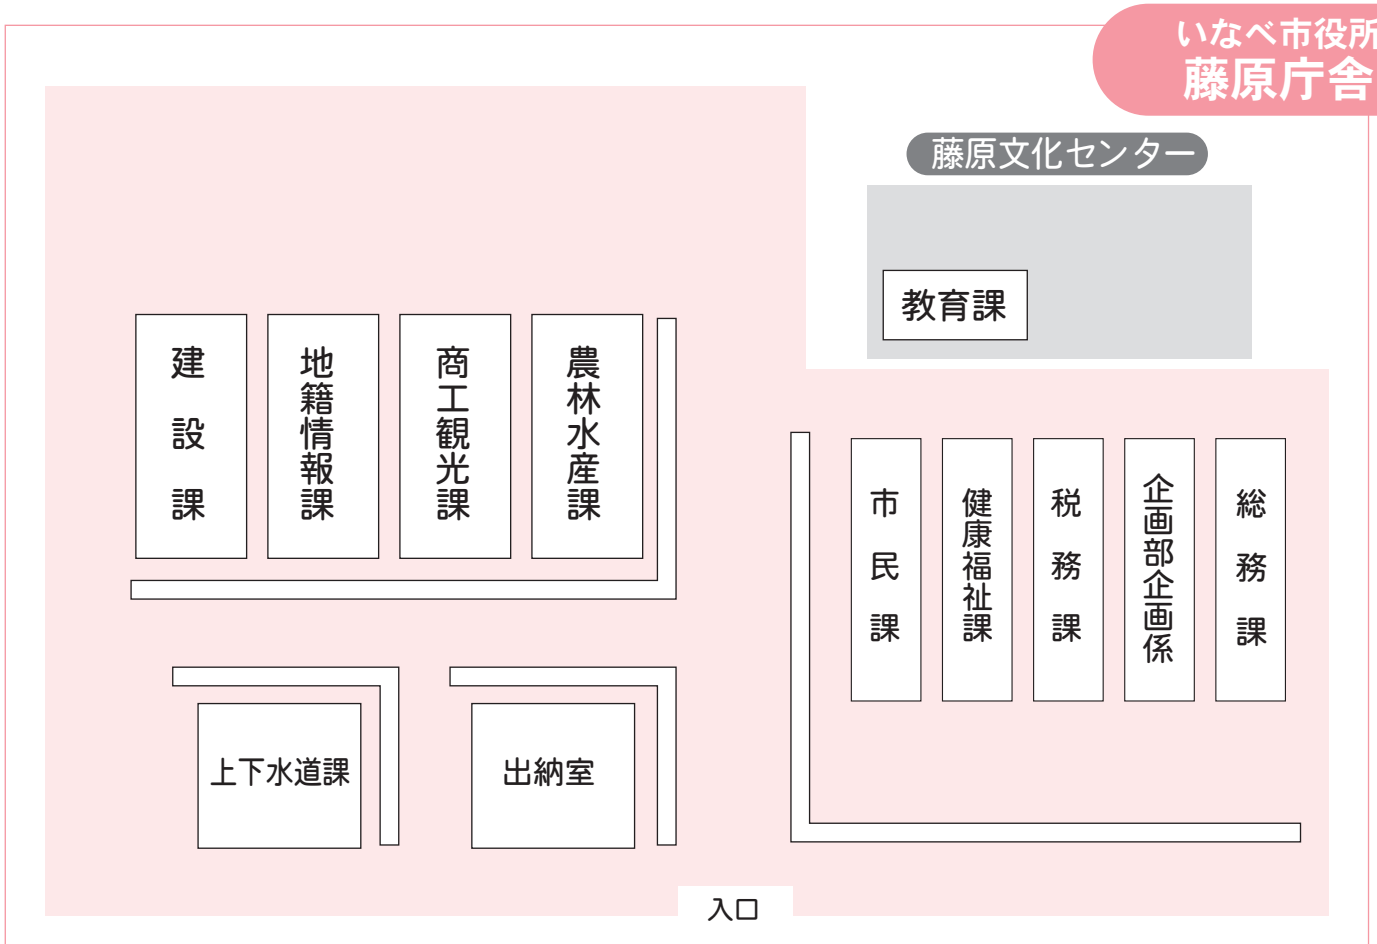 いなべ市役所
藤原庁舎
藤原文化センター
教育課
建設課
地籍情報課
商工観光課
農林水産課
市民課
健康福祉課
税務課
企画部企画係
総務課
上下水道課
出納室
入口